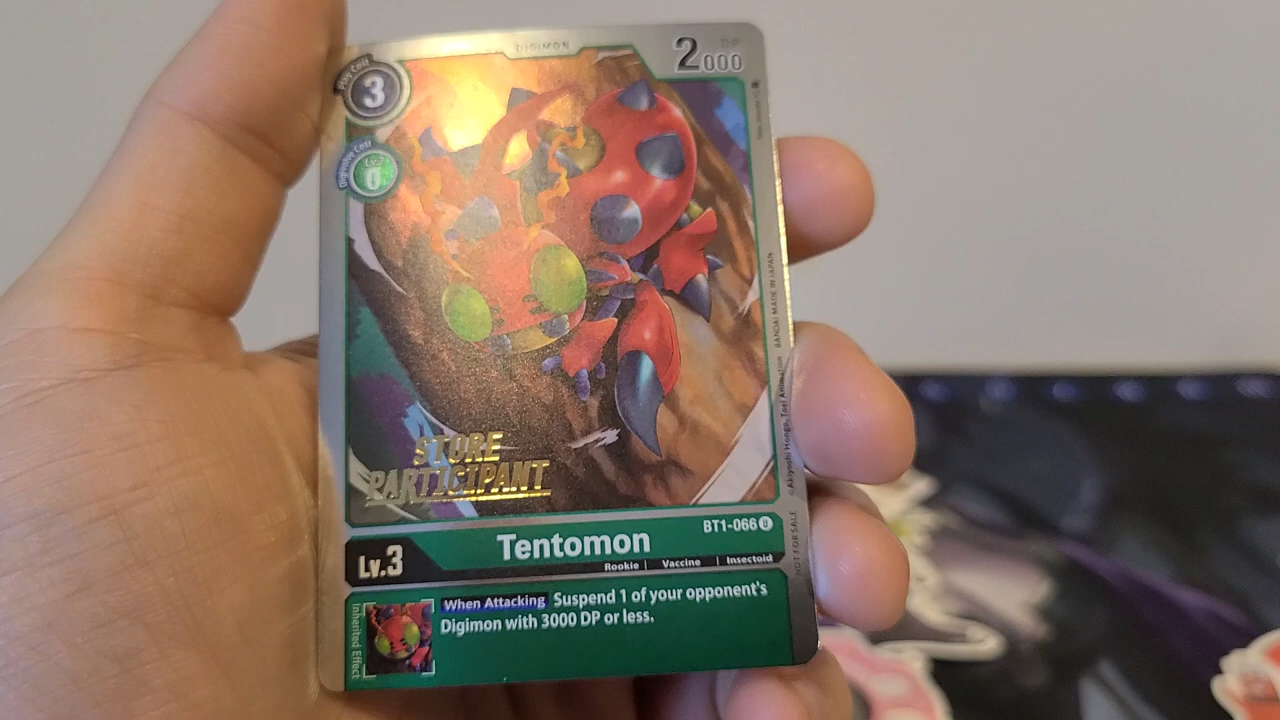 DIGIMON
Play Cost
3
DP
2000
Digivolve Cost
Lv.2
0
STORE
PARTICIPANT
©Akiyoshi Hongo, Toei Animation BANDAI MADE IN JAPAN
NOT FOR SALE
BT1-066 U
Tentomon
Lv.3
Rookie | Vaccine | Insectoid
Inherited Effect
When Attacking Suspend 1 of your opponent's
Digimon with 3000 DP or less.